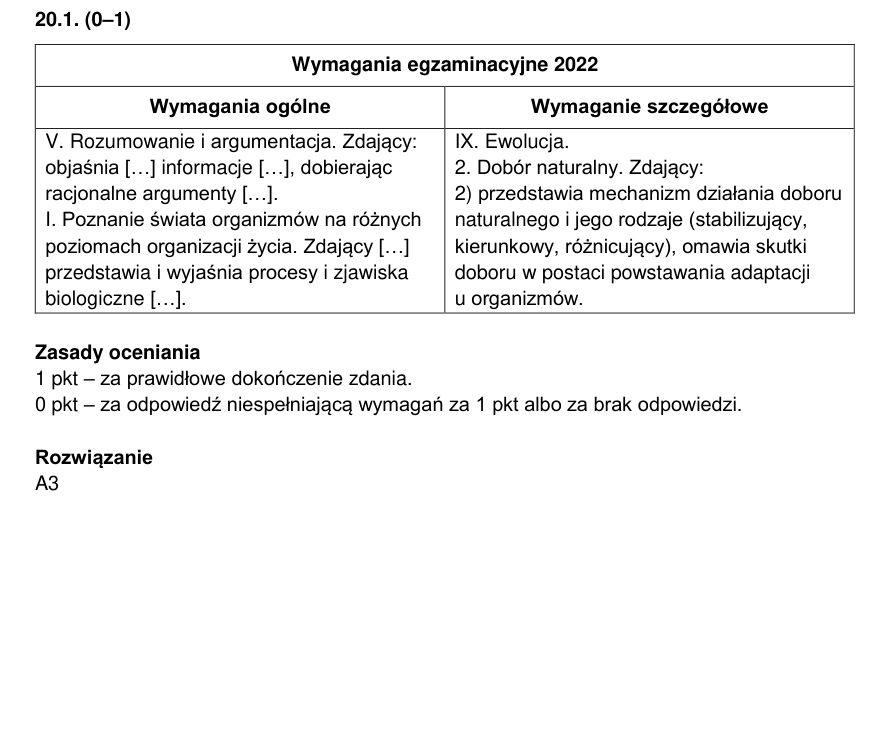 20.1. (0–1)
Wymagania egzaminacyjne 2022
Wymagania ogólne
Wymaganie szczegółowe
V. Rozumowanie i argumentacja. Zdający:
objaśnia […] informacje […], dobierając
racjonalne argumenty […].
I. Poznanie świata organizmów na różnych
poziomach organizacji życia. Zdający […]
przedstawia i wyjaśnia procesy i zjawiska
biologiczne […].
IX. Ewolucja.
2. Dobór naturalny. Zdający:
2) przedstawia mechanizm działania doboru
naturalnego i jego rodzaje (stabilizujący,
kierunkowy, różnicujący), omawia skutki
doboru w postaci powstawania adaptacji
u organizmów.
Zasady oceniania
1 pkt – za prawidłowe dokończenie zdania.
0 pkt – za odpowiedź niespełniającą wymagań za 1 pkt albo za brak odpowiedzi.
Rozwiązanie
A3